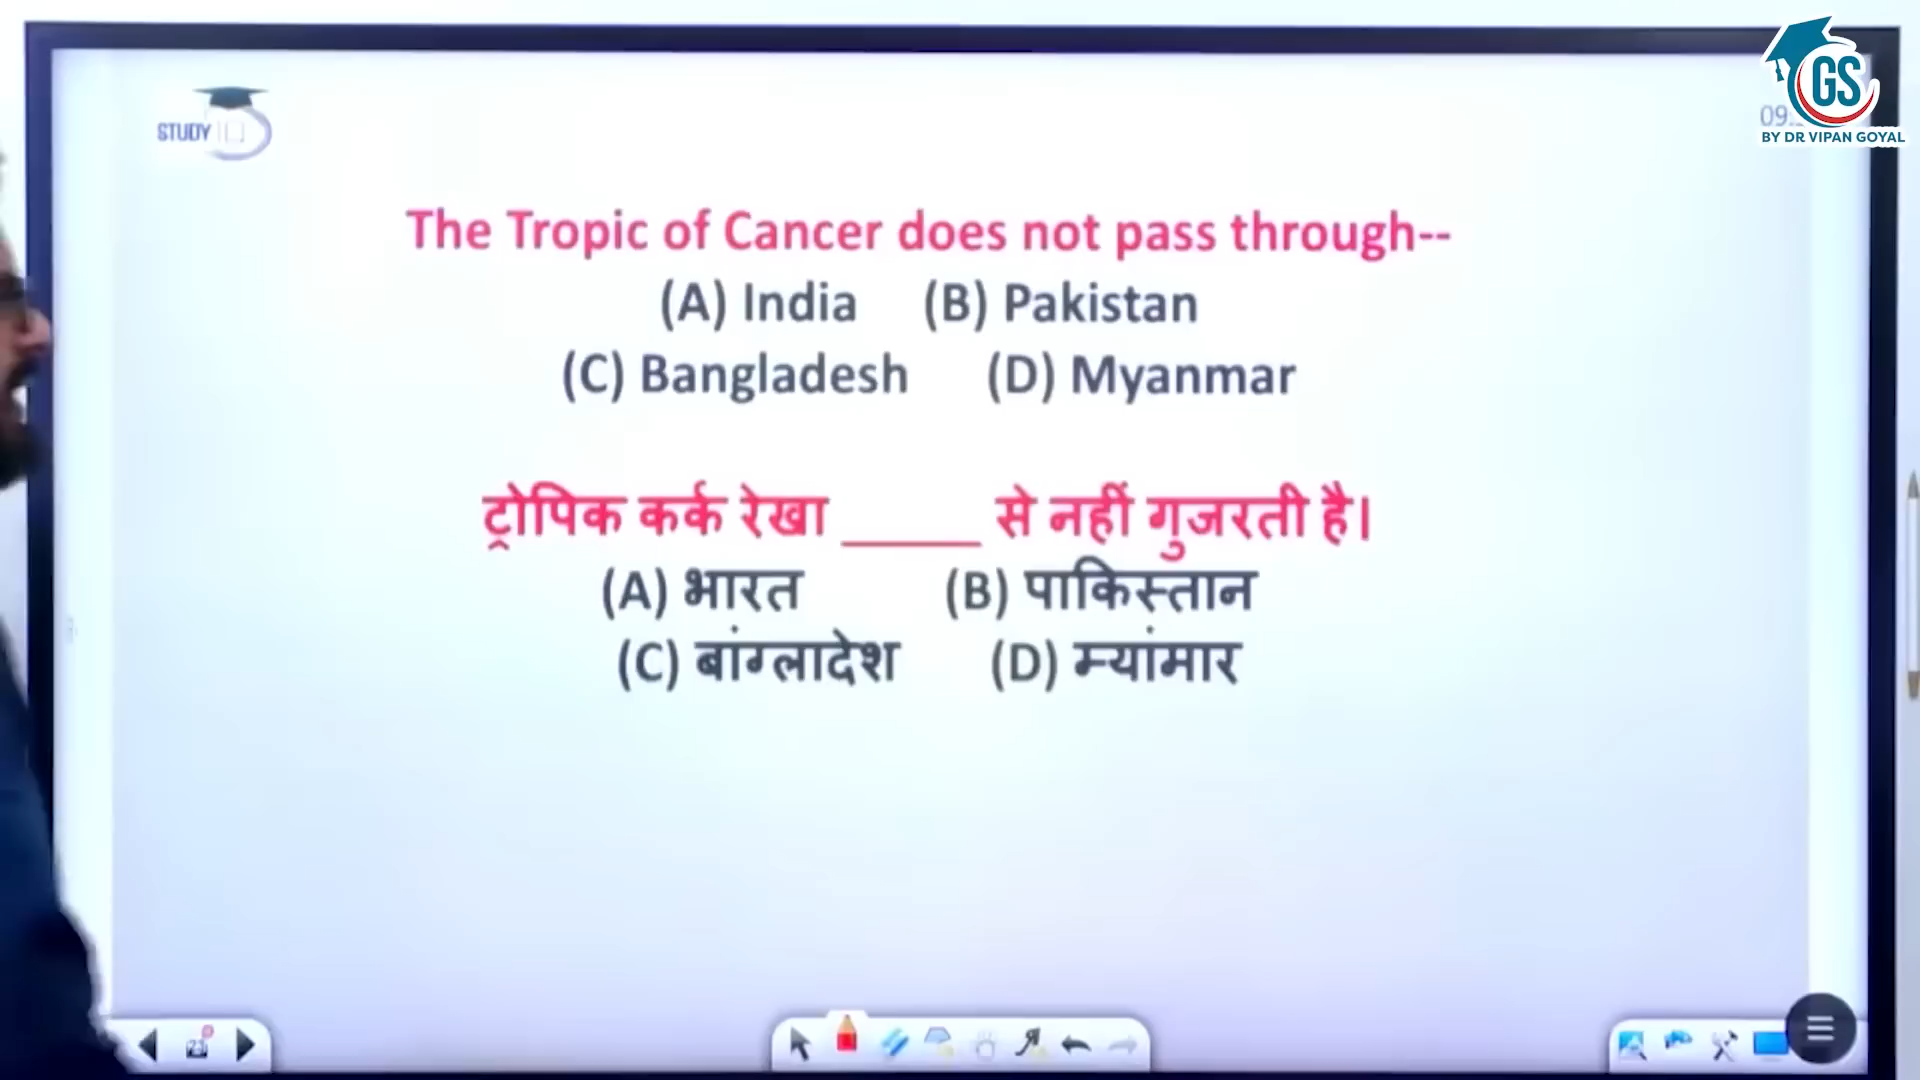 STUDY
GS
09
BY DR VIPAN GOYAL
The Tropic of Cancer does not pass through--
(A) India (B) Pakistan
(C) Bangladesh (D) Myanmar
ट्रोपिक कर्क रेखा _____ से नहीं गुजरती है।
(A) भारत (B) पाकिस्तान
(C) बांग्लादेश (D) म्यांमार